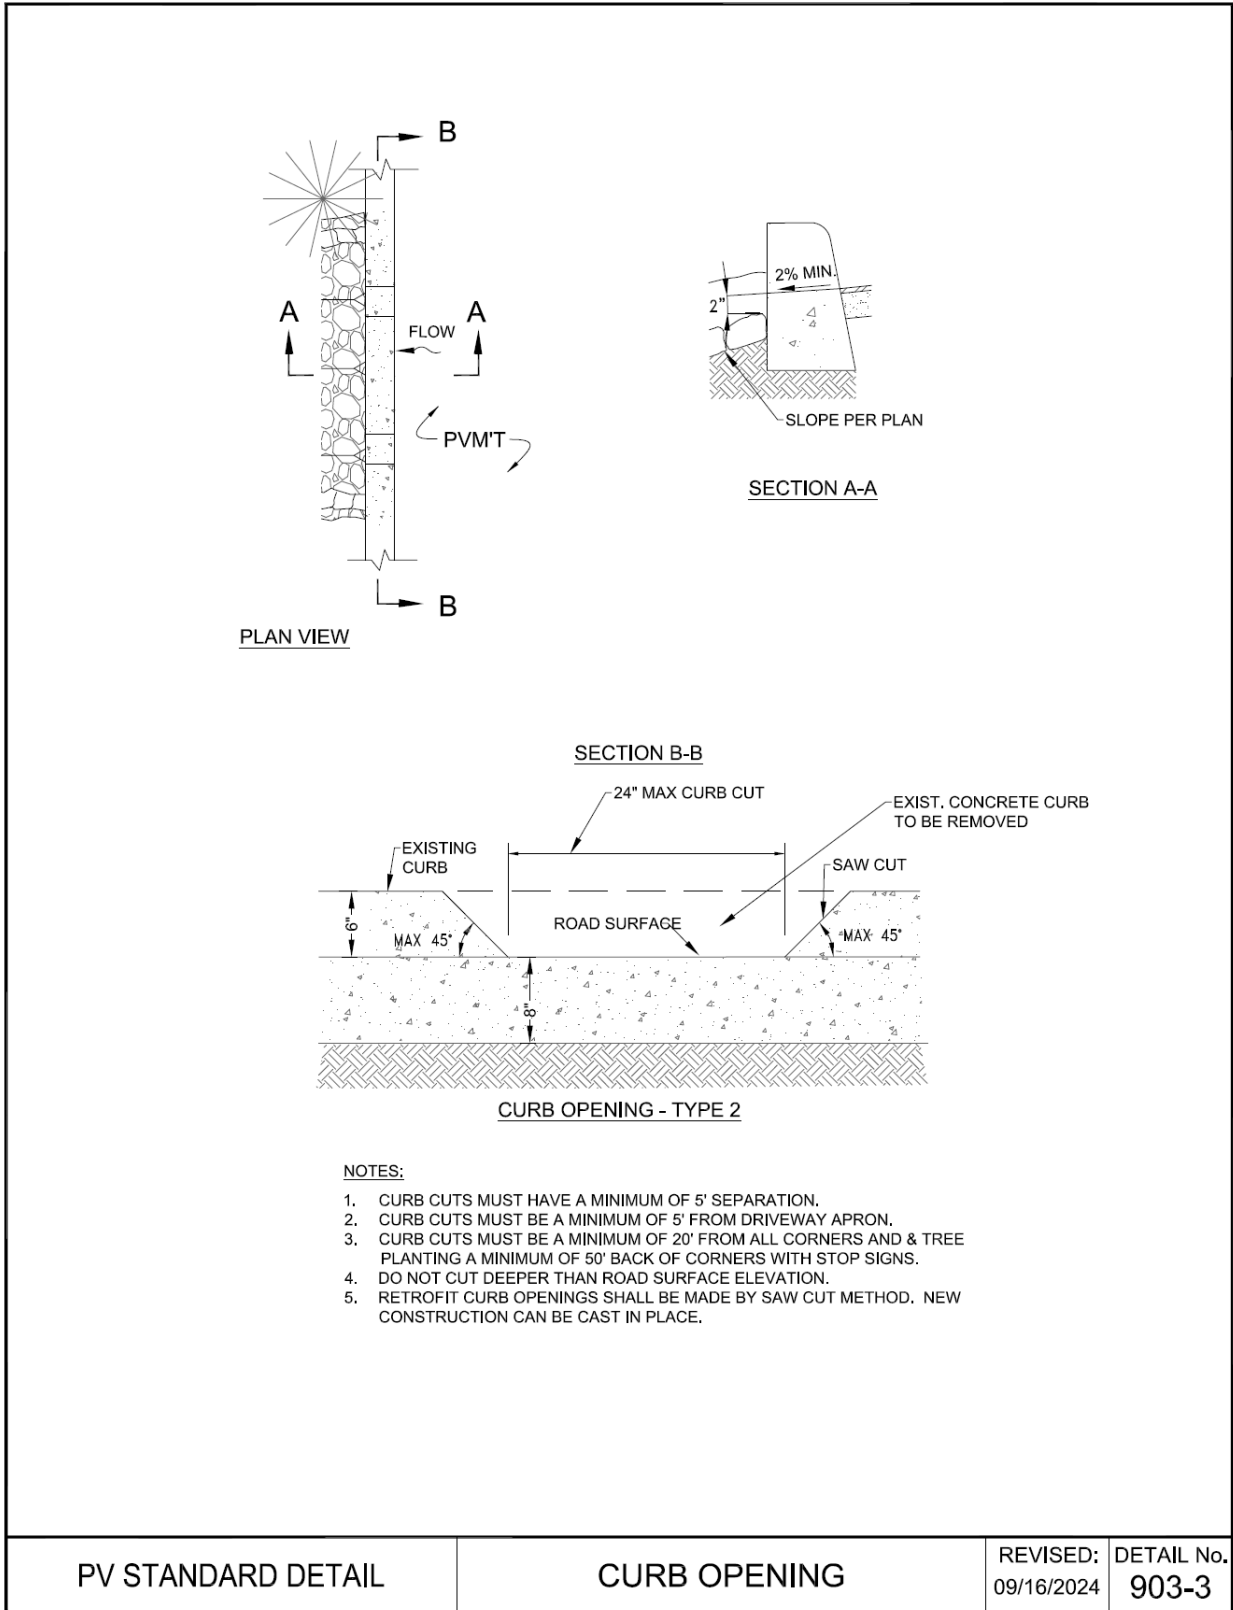 B
A
A
FLOW
PVM'T
B
PLAN VIEW
2% MIN.
2"
SLOPE PER PLAN
SECTION A-A
SECTION B-B
24" MAX CURB CUT
EXIST. CONCRETE CURB
TO BE REMOVED
EXISTING
CURB
SAW CUT
6"
MAX 45°
ROAD SURFACE
MAX 45°
8"
CURB OPENING - TYPE 2
NOTES:
1. CURB CUTS MUST HAVE A MINIMUM OF 5' SEPARATION.
2. CURB CUTS MUST BE A MINIMUM OF 5' FROM DRIVEWAY APRON.
3. CURB CUTS MUST BE A MINIMUM OF 20' FROM ALL CORNERS AND & TREE
PLANTING A MINIMUM OF 50' BACK OF CORNERS WITH STOP SIGNS.
4. DO NOT CUT DEEPER THAN ROAD SURFACE ELEVATION.
5. RETROFIT CURB OPENINGS SHALL BE MADE BY SAW CUT METHOD. NEW
CONSTRUCTION CAN BE CAST IN PLACE.
PV STANDARD DETAIL
CURB OPENING
REVISED:
09/16/2024
DETAIL No.
903-3